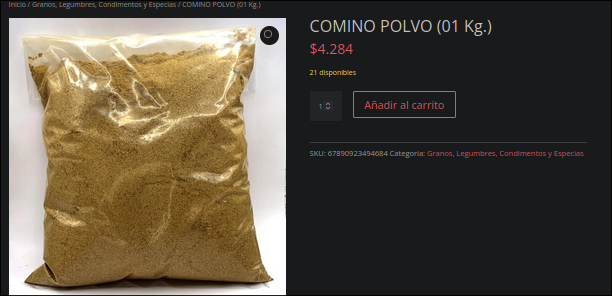 Inicio / Granos, Legumbres, Condimentos y Especias / COMINO POLVO (01 Kg.)
COMINO POLVO (01 Kg.)
$4.284
21 disponibles
1
Añadir al carrito
SKU: 67890923494684 Categoría: Granos, Legumbres, Condimentos y Especias